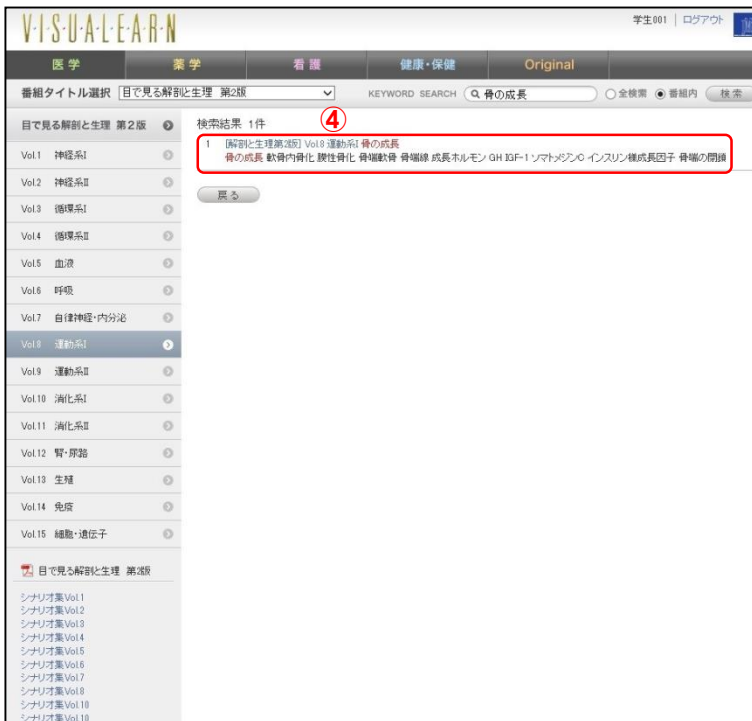 V·I·S·U·A·L·E·A·R·N
学生001 | ログアウト
医学 薬学 看護 健康・保健 Original
番組タイトル選択 目で見る解剖と生理 第2版 KEYWORD SEARCH 骨の成長 全検索 番組内 検索
目で見る解剖と生理 第2版
Vol.1 神経系I
Vol.2 神経系II
Vol.3 循環系I
Vol.4 循環系II
Vol.5 血液
Vol.6 呼吸
Vol.7 自律神経・内分泌
Vol.8 運動系I
Vol.9 運動系II
Vol.10 消化系I
Vol.11 消化系II
Vol.12 腎・尿路
Vol.13 生殖
Vol.14 免疫
Vol.15 細胞・遺伝子
目で見る解剖と生理 第2版
シナリオ集Vol.1
シナリオ集Vol.2
シナリオ集Vol.3
シナリオ集Vol.4
シナリオ集Vol.5
シナリオ集Vol.6
シナリオ集Vol.7
シナリオ集Vol.8
シナリオ集Vol.10
シナリオ集Vol.10
検索結果 1件
④
1 [解剖と生理第2版] Vol.8 運動系I 骨の成長
骨の成長 軟骨内骨化 膜性骨化 骨端軟骨 骨端線 成長ホルモン GH IGF-1 ソマトメジンC インスリン様成長因子 骨端の閉鎖
戻る